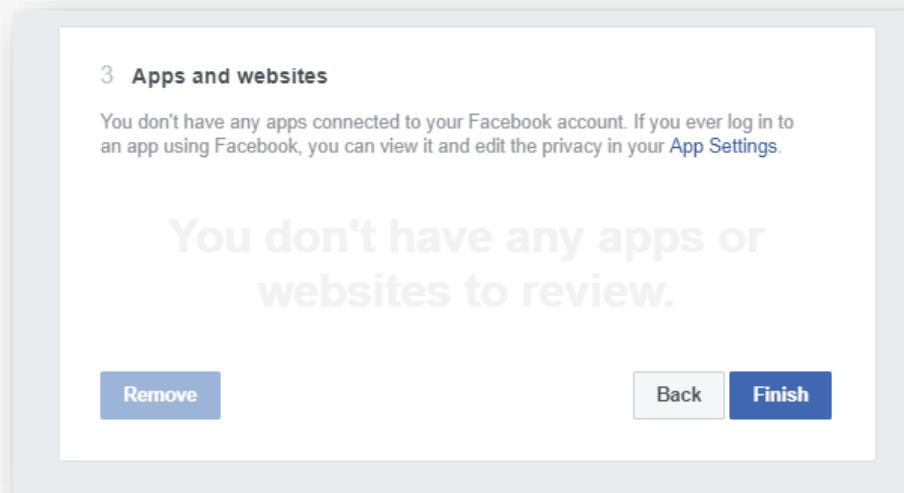 3 Apps and websites
You don't have any apps connected to your Facebook account. If you ever log in to
an app using Facebook, you can view it and edit the privacy in your App Settings.
You don't have any apps or
websites to review.
Remove
Back
Finish